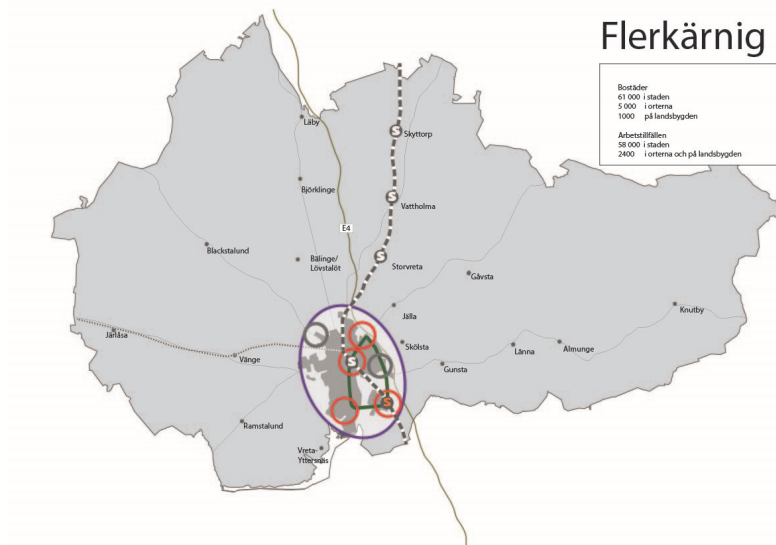 Flerkärnig
Bostäder
61 000 i staden
5 000 i orterna
1000 på landsbygden
Arbetstillfällen
58 000 i staden
2400 i orterna och på landsbygden
Läby
S
Skyttorp
Björklinge
S
Vattholma
E4
Blackstalund
Bälinge/
Lövstalöt
S
Storvreta
Gåvsta
Jälla
Knutby
Järlåsa
Skölsta
Länna
Almunge
Vänge
S
Gunsta
S
Ramstalund
Vreta-
Ytternäs